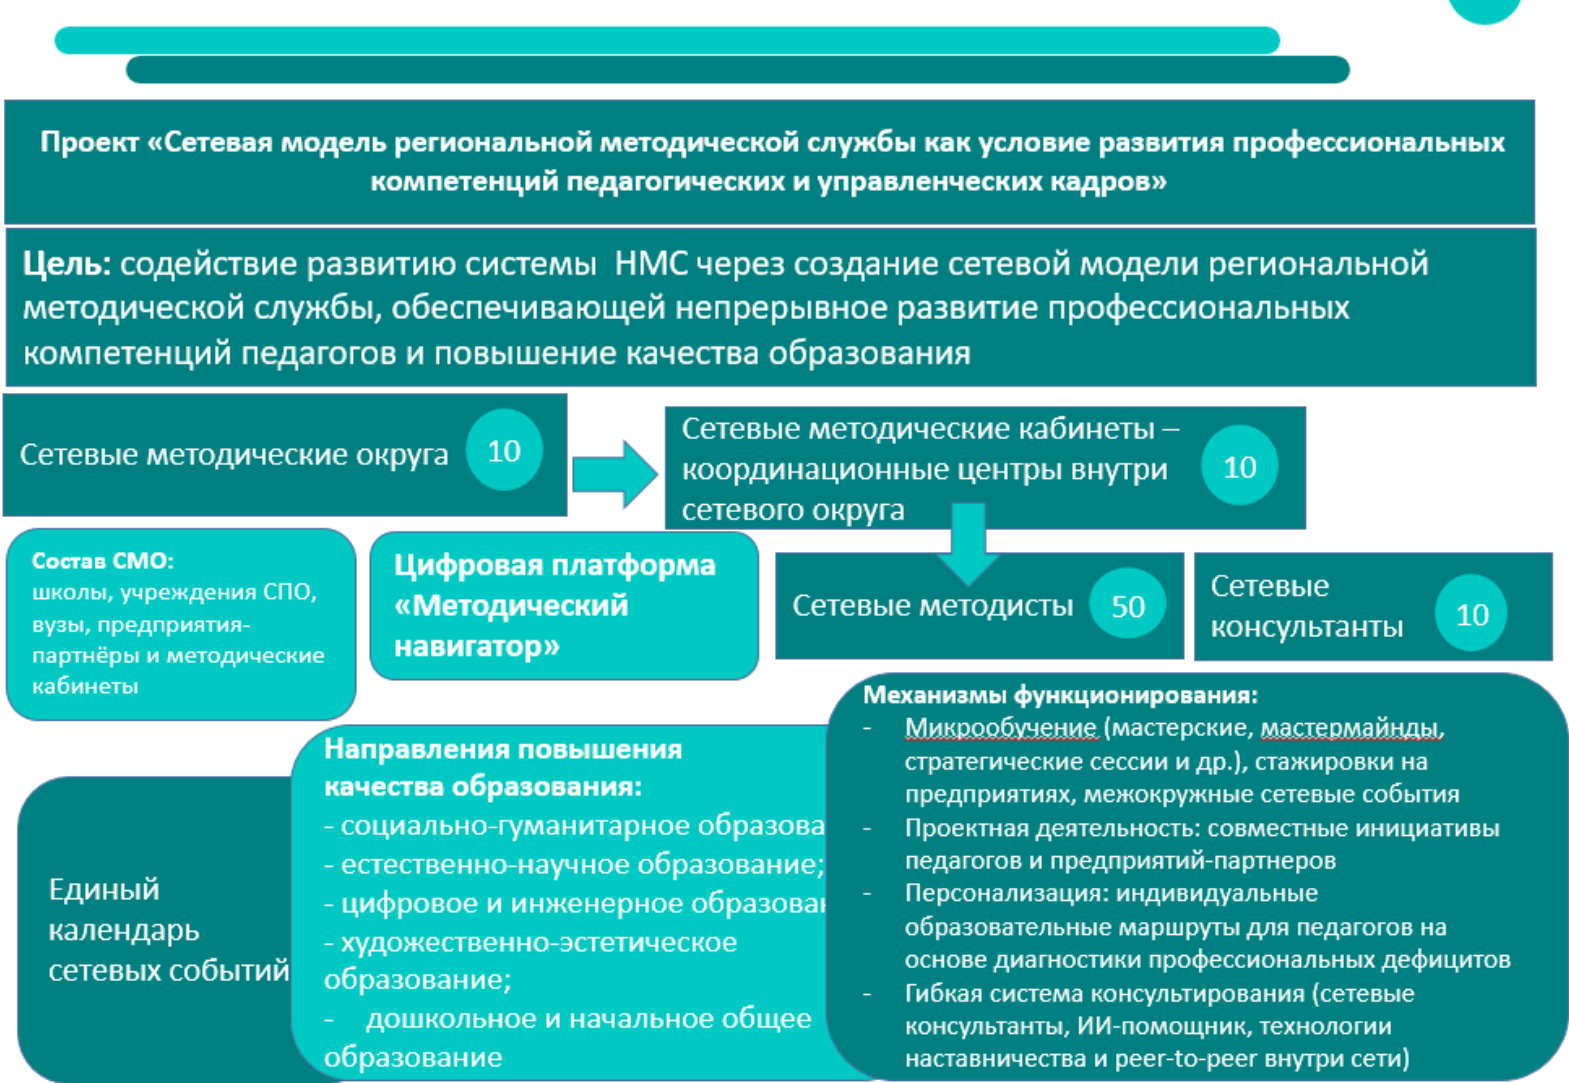 Проект «Сетевая модель региональной методической службы как условие развития профессиональных
компетенций педагогических и управленческих кадров»
Цель: содействие развитию системы НМС через создание сетевой модели региональной
методической службы, обеспечивающей непрерывное развитие профессиональных
компетенций педагогов и повышение качества образования
Сетевые методические округа
10
Сетевые методические кабинеты –
координационные центры внутри
сетевого округа
10
Состав СМО:
школы, учреждения СПО,
вузы, предприятия-
партнёры и методические
кабинеты
Цифровая платформа
«Методический
навигатор»
Сетевые методисты
50
Сетевые
консультанты
10
Единый
календарь
сетевых событий
Направления повышения
качества образования:
- социально-гуманитарное образова
- естественно-научное образование;
- цифровое и инженерное образова
- художественно-эстетическое
образование;
- дошкольное и начальное общее
образование
Механизмы функционирования:
- Микрообучение (мастерские, мастермайнды,
стратегические сессии и др.), стажировки на
предприятиях, межокружные сетевые события
- Проектная деятельность: совместные инициативы
педагогов и предприятий-партнеров
- Персонализация: индивидуальные
образовательные маршруты для педагогов на
основе диагностики профессиональных дефицитов
- Гибкая система консультирования (сетевые
консультанты, ИИ-помощник, технологии
наставничества и peer-to-peer внутри сети)